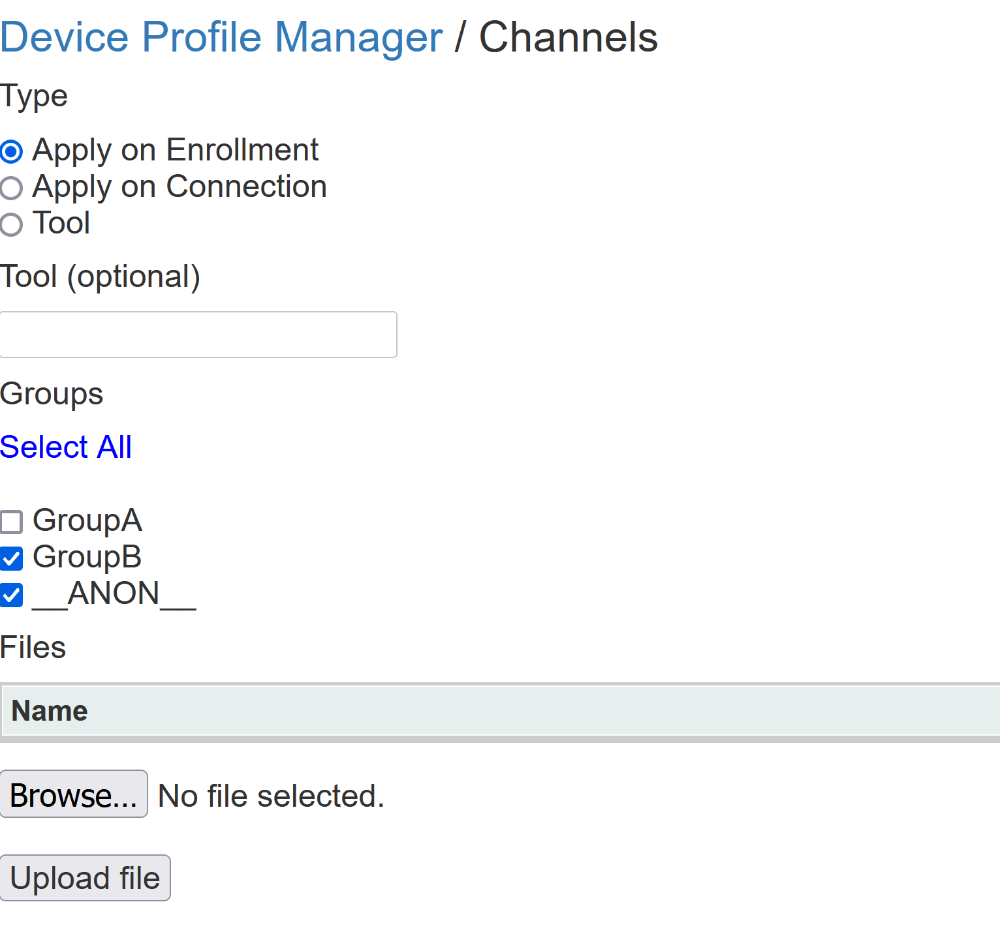 Device Profile Manager / Channels
Type
Apply on Enrollment
Apply on Connection
Tool
Tool (optional)
Groups
Select All
GroupA
GroupB
__ANON__
Files
Name
Browse... No file selected.
Upload file